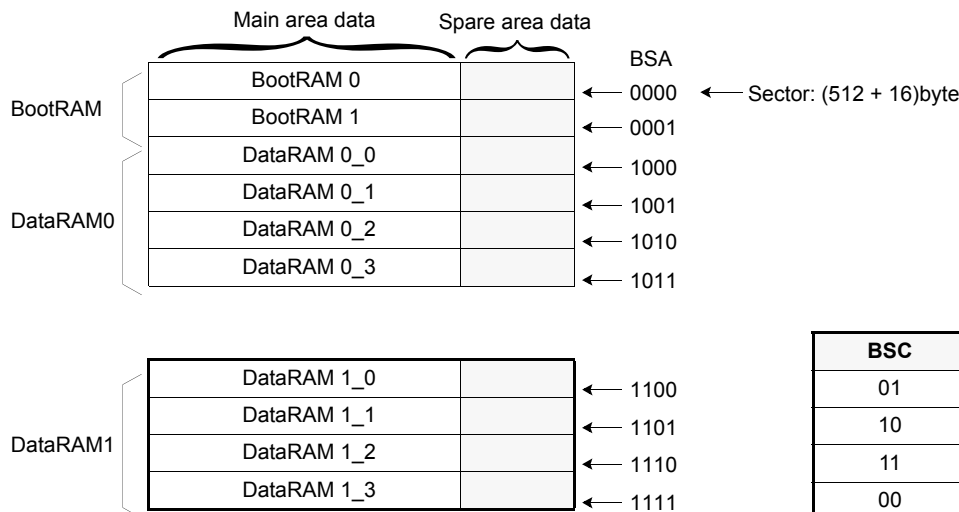 Main area data Spare area data
BSA
BootRAM 0 0000 Sector: (512 + 16)byte
BootRAM
BootRAM 1 0001
DataRAM 0_0 1000
DataRAM 0_1 1001
DataRAM0
DataRAM 0_2 1010
DataRAM 0_3 1011
BSC
DataRAM 1_0 1100 01
DataRAM 1_1 1101 10
DataRAM1
DataRAM 1_2 1110 11
DataRAM 1_3 1111 00